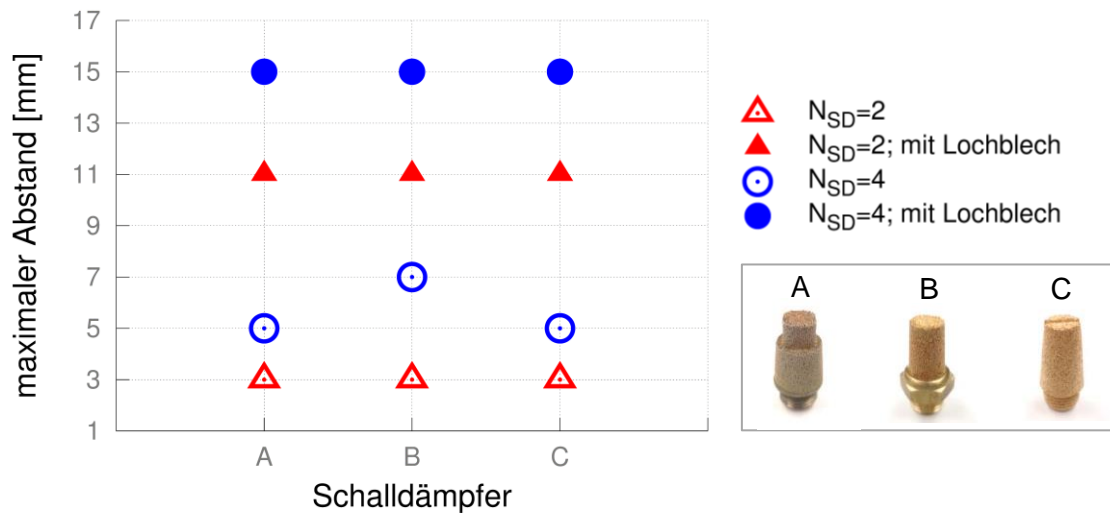 17
15
13
11
9
7
5
3
1
maximaler Abstand [mm]
A B C
Schalldämpfer
N_SD=2
N_SD=2; mit Lochblech
N_SD=4
N_SD=4; mit Lochblech
A B C